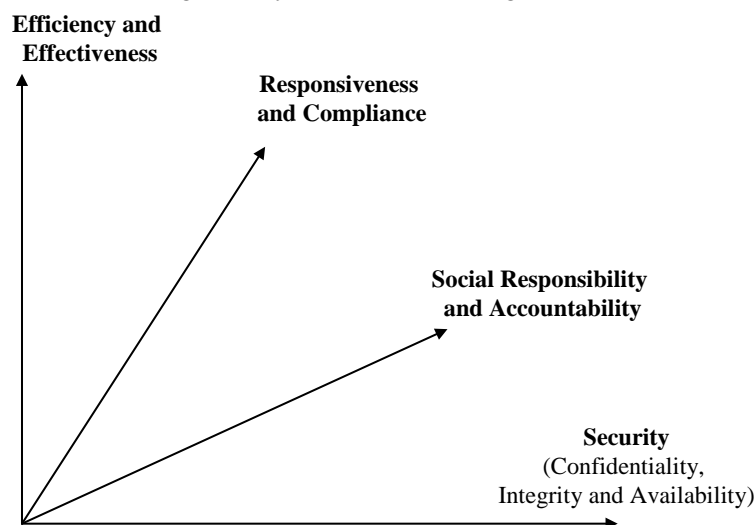 Efficiency and
Effectiveness
Responsiveness
and Compliance
Social Responsibility
and Accountability
Security
(Confidentiality,
Integrity and Availability)